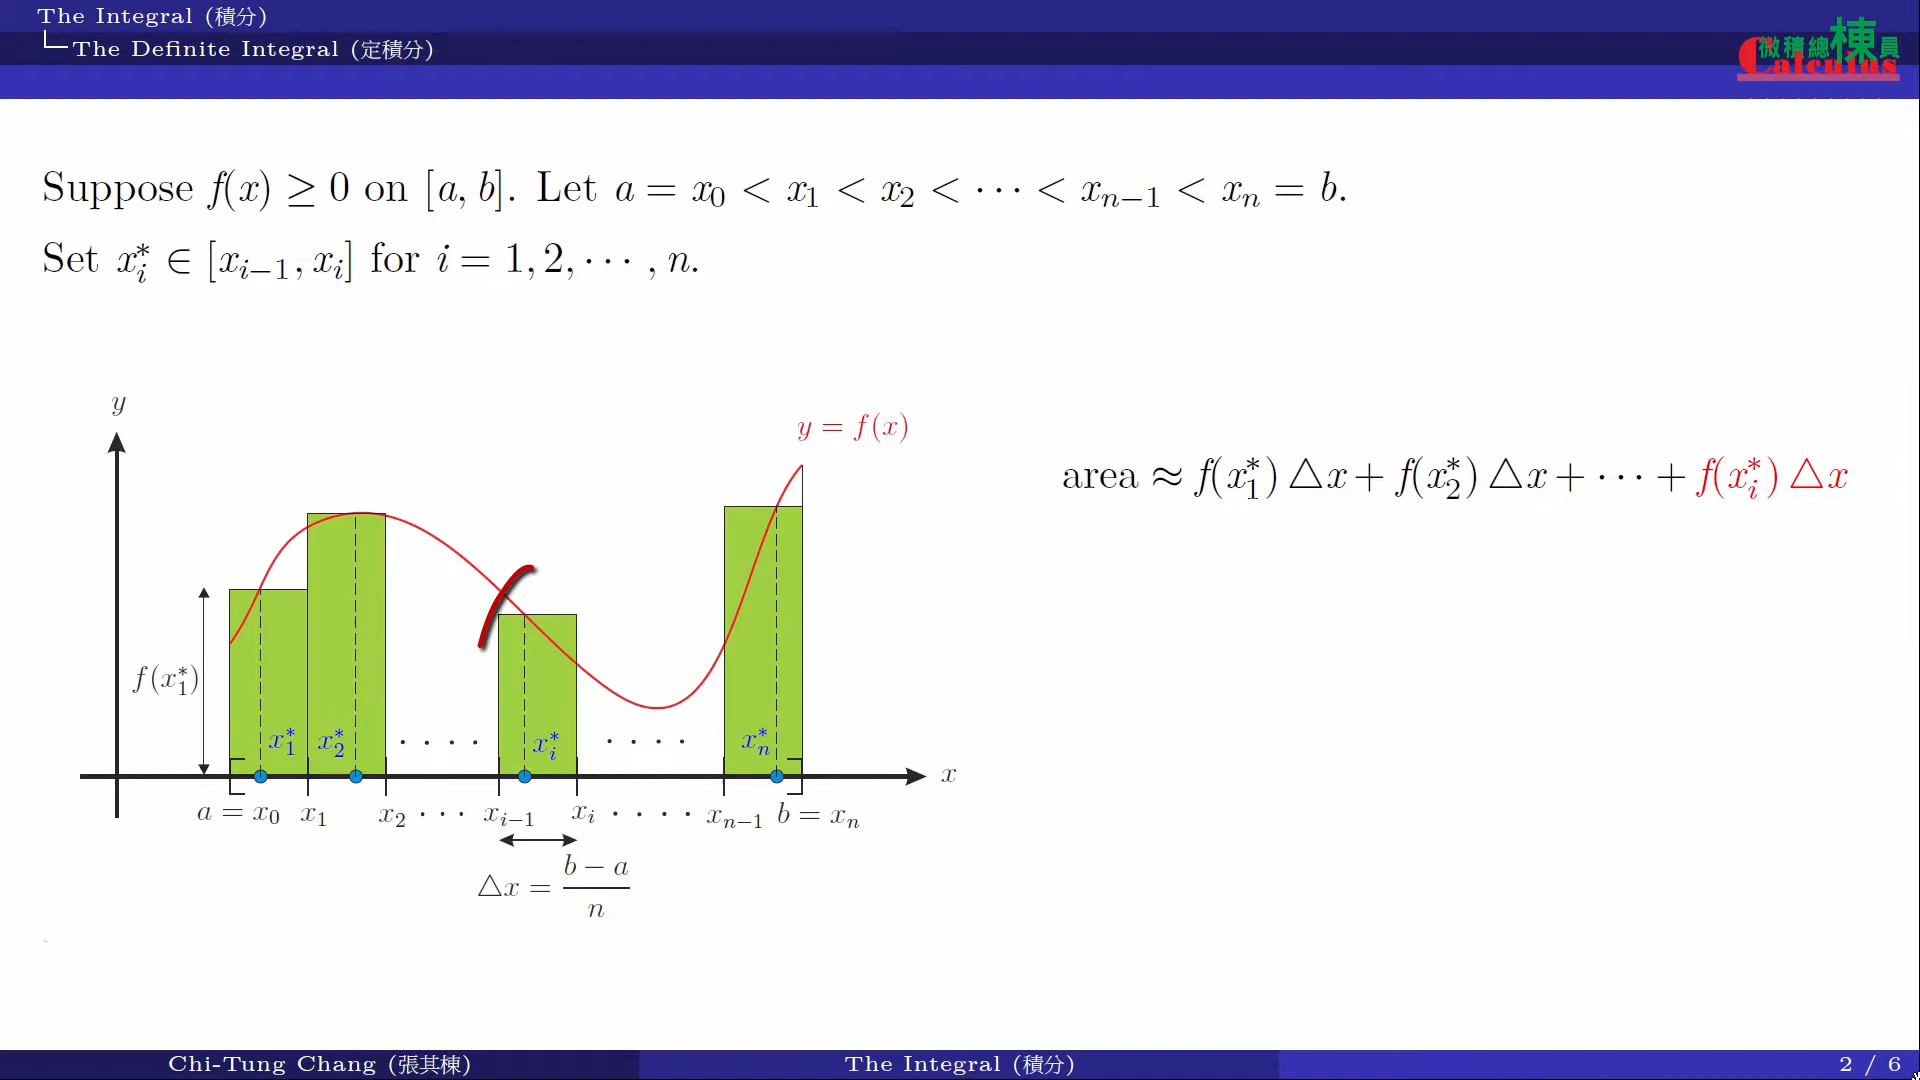 The Integral (積分)
The Definite Integral (定積分)
微積總棟員
Calculus
Suppose f(x) ≥ 0 on [a, b]. Let a = x₀ < x₁ < x₂ < ··· < xₙ₋₁ < xₙ = b.
Set xᵢ* ∈ [xᵢ₋₁, xᵢ] for i = 1, 2, ··· , n.
y
y = f(x)
area ≈ f(x₁*) △x + f(x₂*) △x + ··· + f(xᵢ*) △x
f(x₁*)
x₁* x₂* ···· xᵢ* ···· xₙ*
x
a = x₀ x₁ x₂ ··· xᵢ₋₁ xᵢ ···· xₙ₋₁ b = xₙ
△x = (b − a)/n
Chi-Tung Chang (張其棟) The Integral (積分) 2 / 6